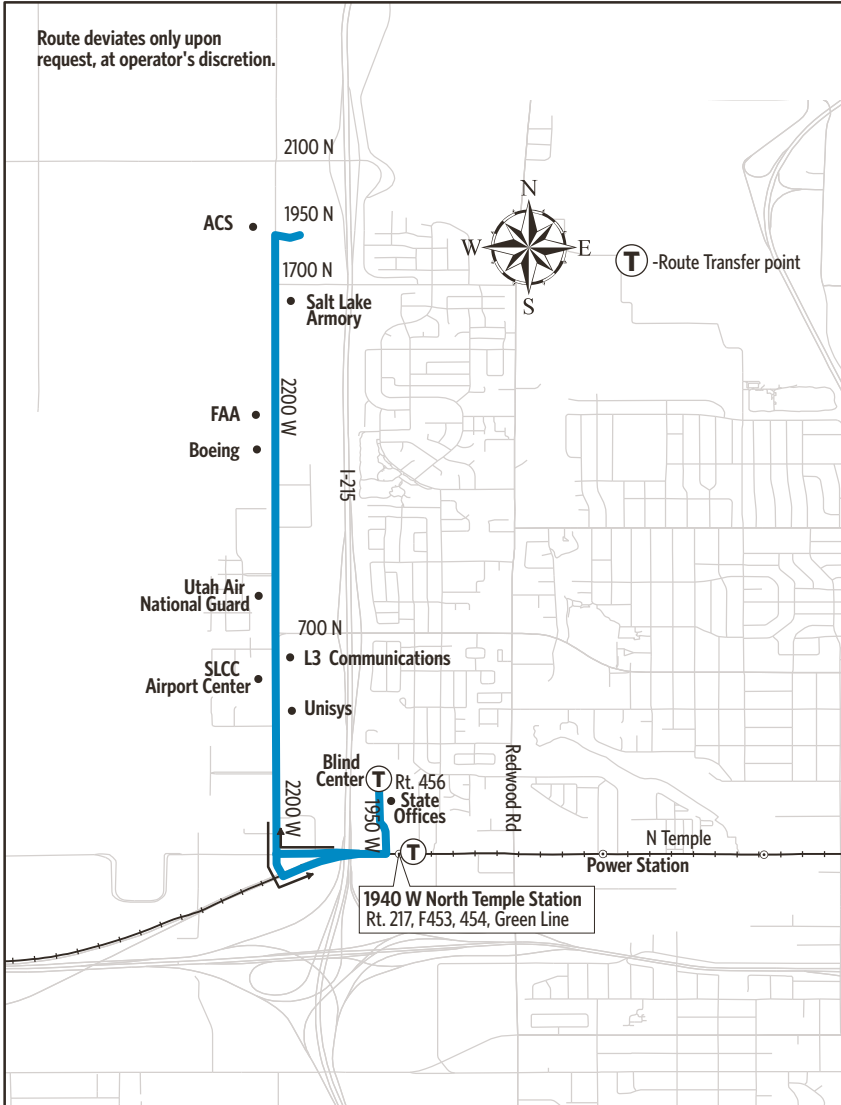 Route deviates only upon
request, at operator's discretion.
2100 N
1950 N
ACS
N
W
E
S
T
-Route Transfer point
1700 N
Salt Lake
Armory
2200 W
FAA
Boeing
I-215
Utah Air
National Guard
700 N
L3 Communications
SLCC
Airport Center
Unisys
Redwood Rd
Blind
Center
T
Rt. 456
State
Offices
2200 W
1950 W
N Temple
T
Power Station
1940 W North Temple Station
Rt. 217, F453, 454, Green Line